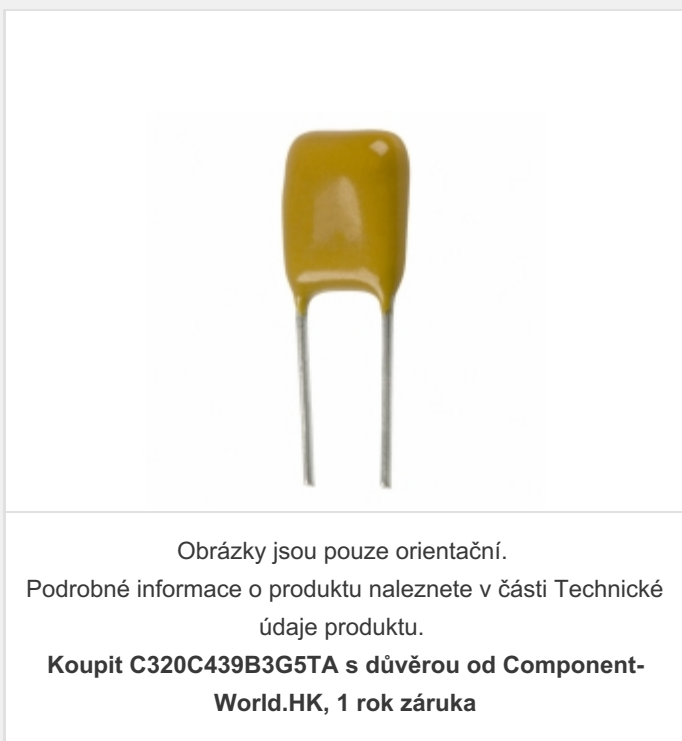 Obrázky jsou pouze orientační.
Podrobné informace o produktu naleznete v části Technické
údaje produktu.
Koupit C320C439B3G5TA s důvěrou od Component-
World.HK, 1 rok záruka